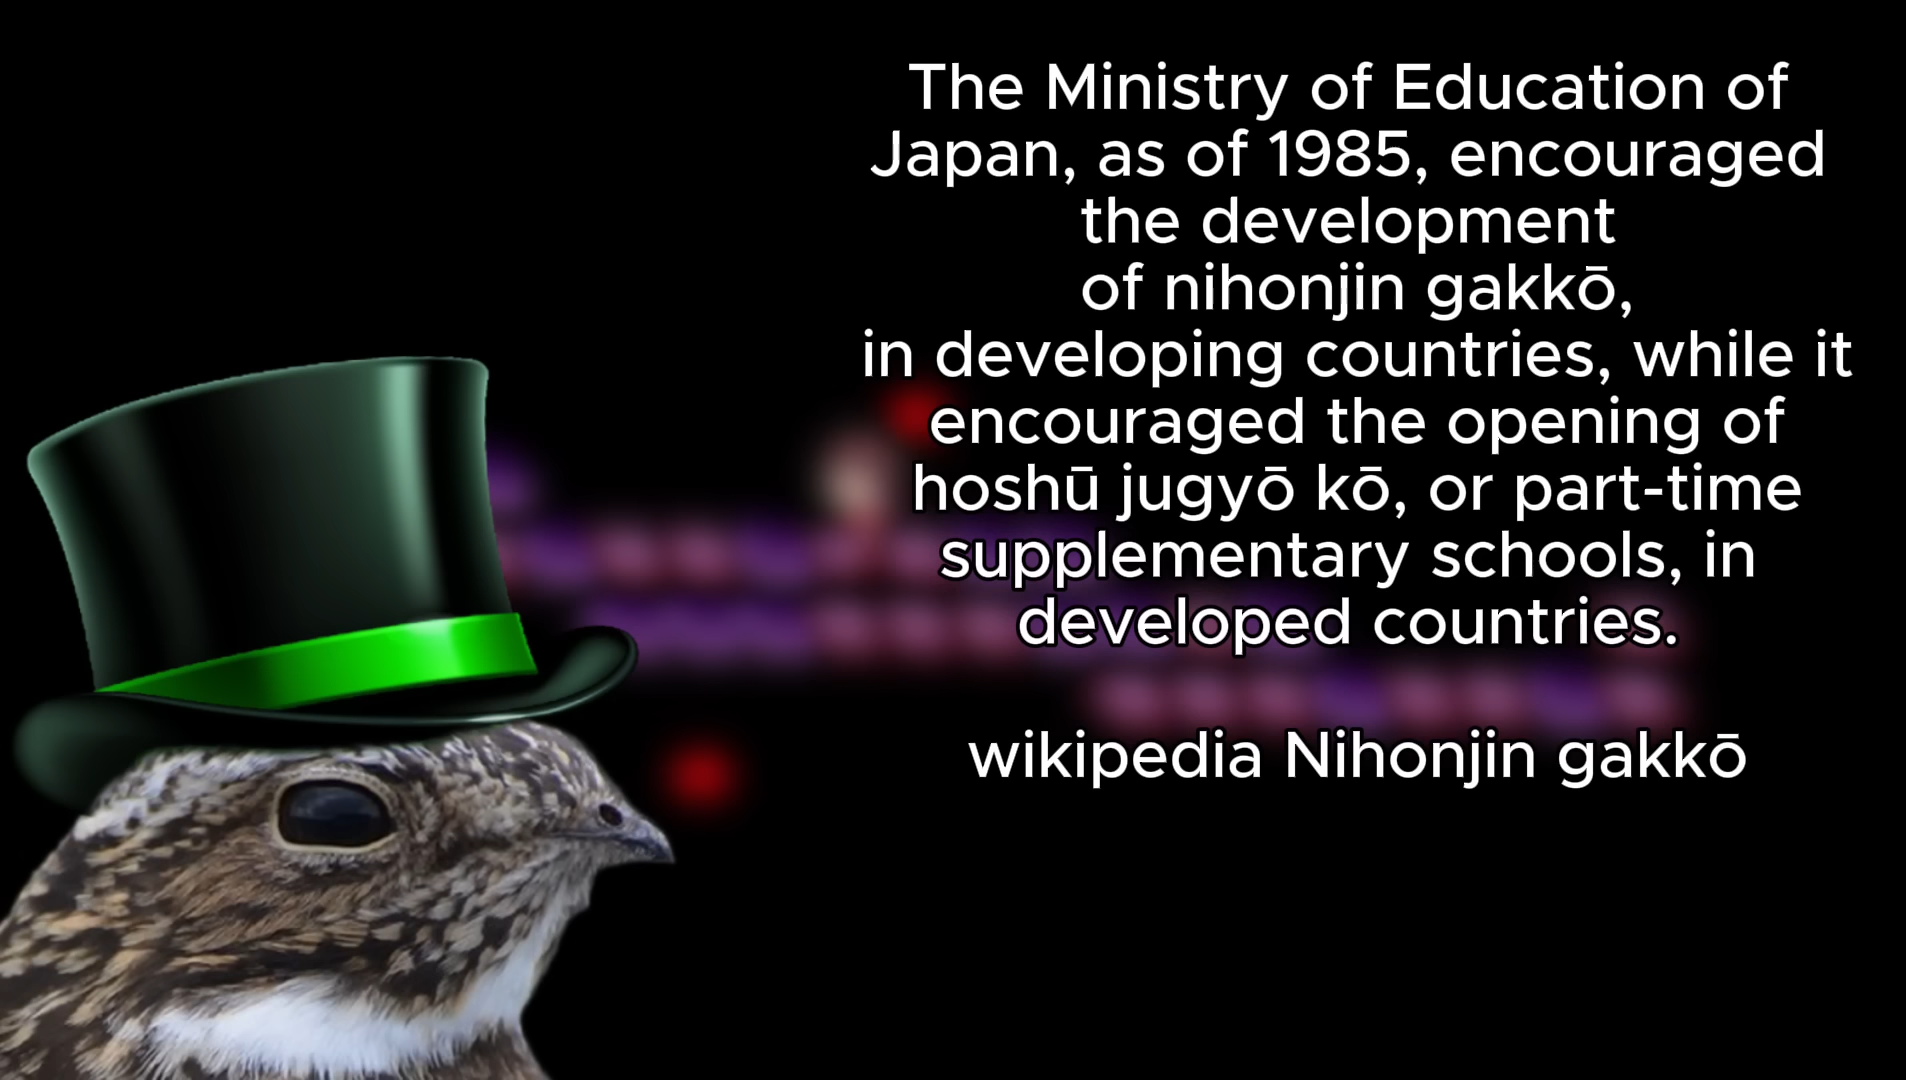 The Ministry of Education of
Japan, as of 1985, encouraged
the development
of nihonjin gakkō,
in developing countries, while it
encouraged the opening of
hoshū jugyō kō, or part-time
supplementary schools, in
developed countries.
wikipedia Nihonjin gakkō